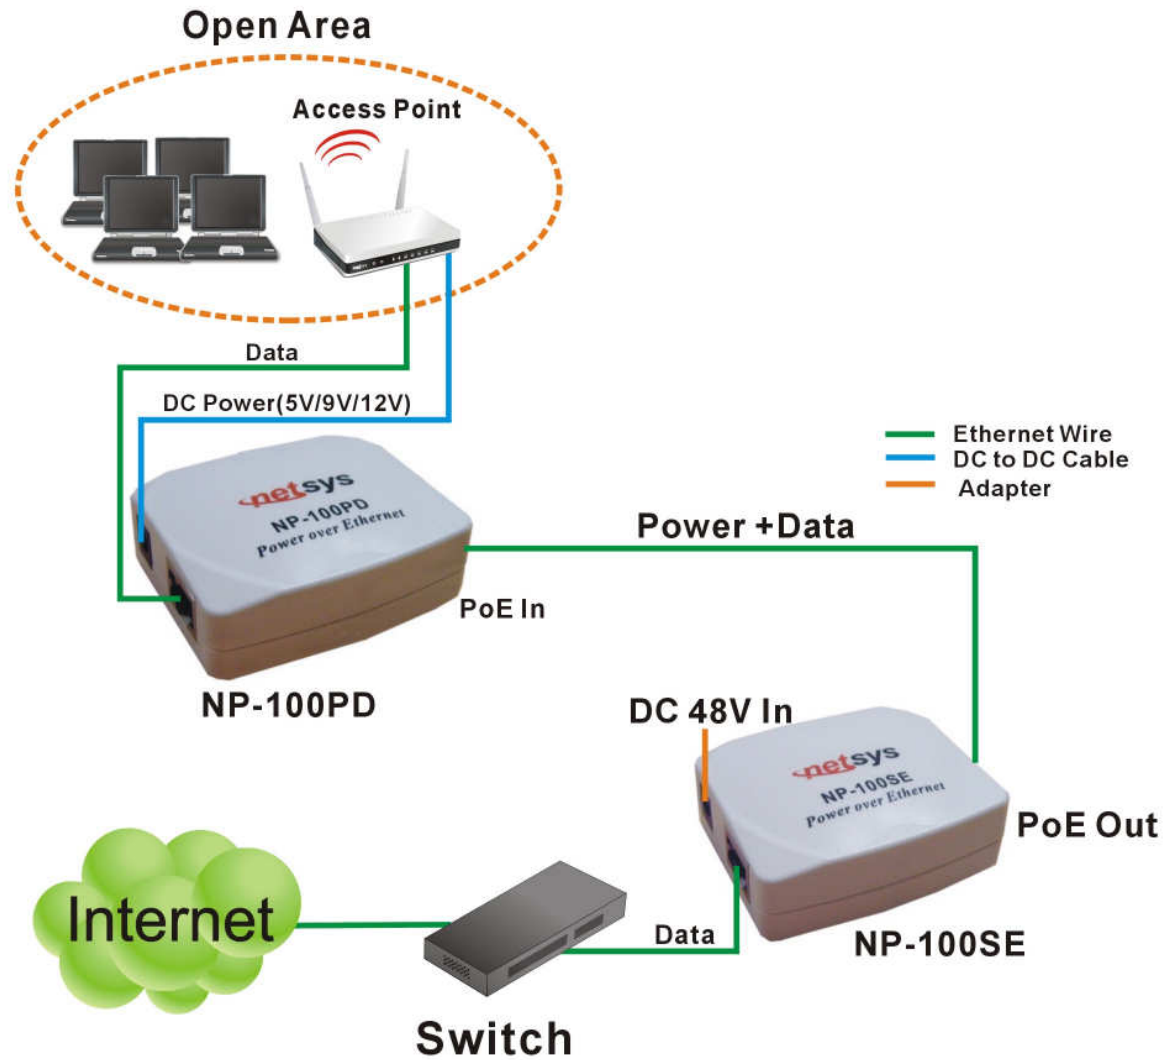 Open Area
Access Point
Data
DC Power(5V/9V/12V)
Ethernet Wire
DC to DC Cable
Adapter
netsys
NP-100PD
Power over Ethernet
Power +Data
PoE In
NP-100PD
DC 48V In
netsys
NP-100SE
Power over Ethernet
PoE Out
Internet
Data
NP-100SE
Switch